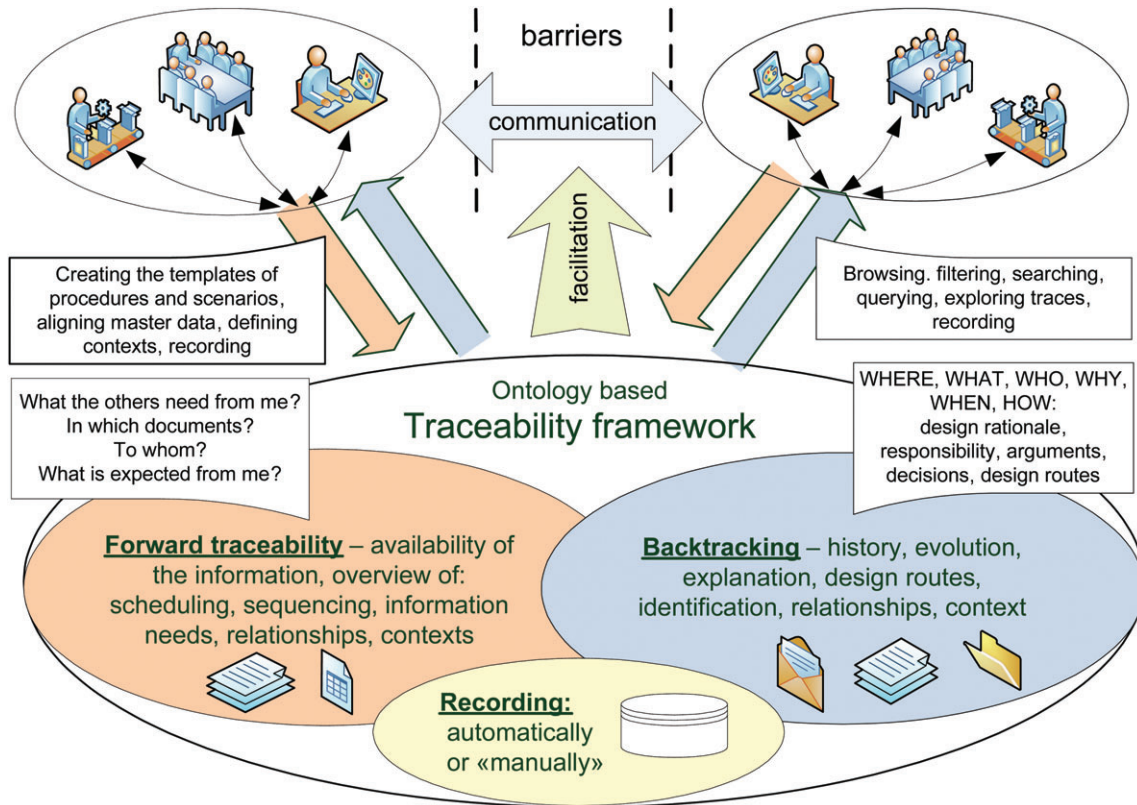 barriers
communication
facilitation
Creating the templates of
procedures and scenarios,
aligning master data, defining
contexts, recording
Browsing. filtering, searching,
querying, exploring traces,
recording
Ontology based
Traceability framework
What the others need from me?
In which documents?
To whom?
What is expected from me?
WHERE, WHAT, WHO, WHY,
WHEN, HOW:
design rationale,
responsibility, arguments,
decisions, design routes
Forward traceability – availability of
the information, overview of:
scheduling, sequencing, information
needs, relationships, contexts
Backtracking – history, evolution,
explanation, design routes,
identification, relationships, context
Recording:
automatically
or «manually»